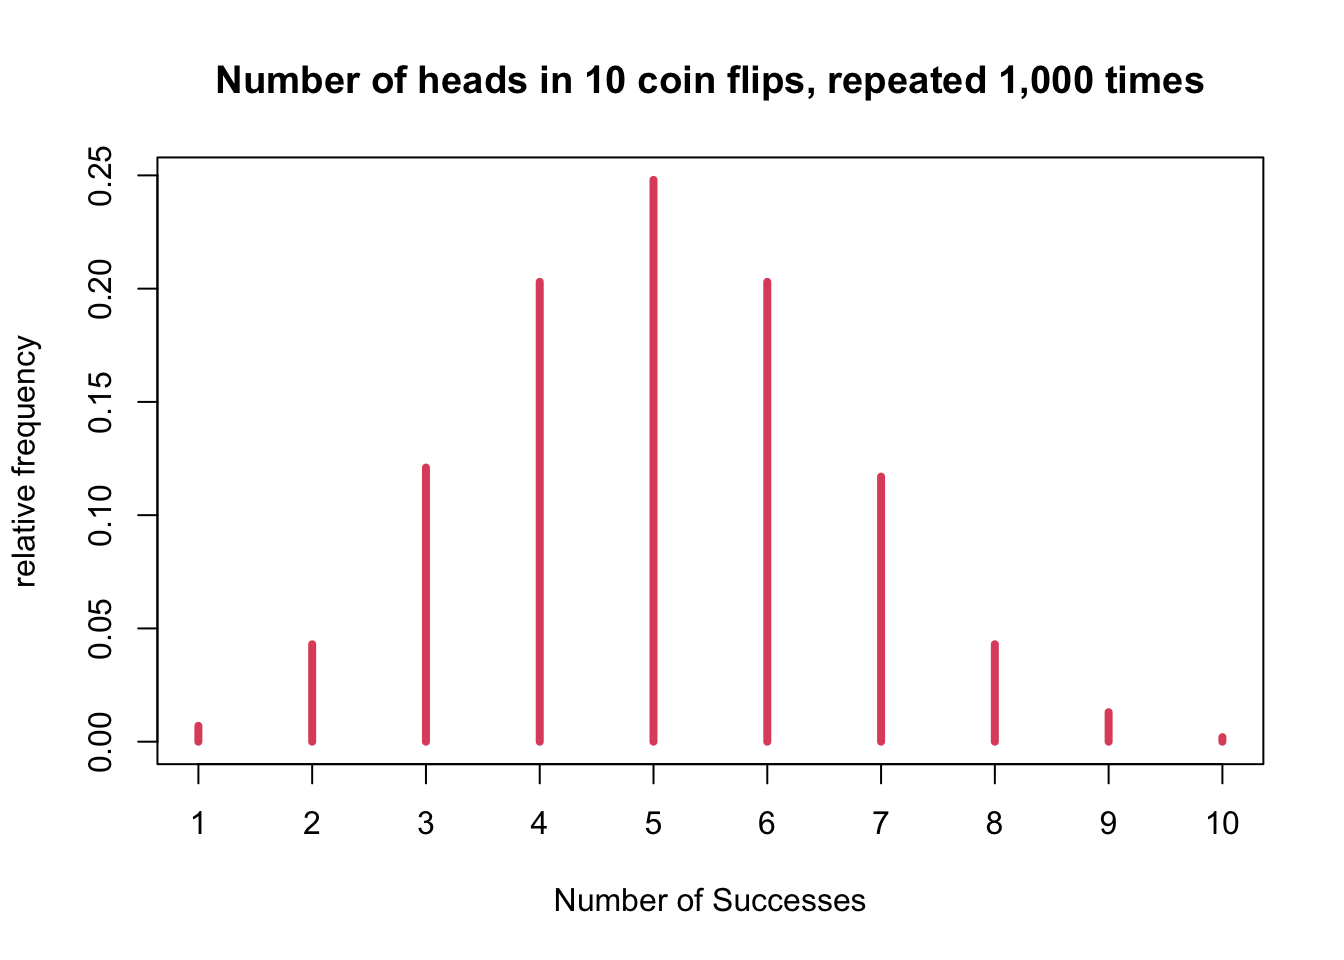 Number of heads in 10 coin flips, repeated 1,000 times
0.25
0.20
0.15
0.10
0.05
0.00
relative frequency
1 2 3 4 5 6 7 8 9 10
Number of Successes